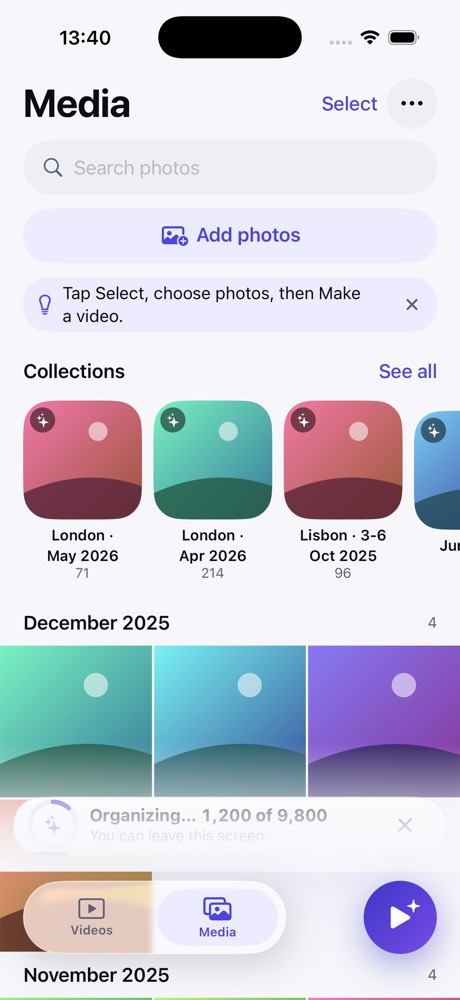 13:40
Media
Select
Search photos
Add photos
Tap Select, choose photos, then Make
a video.
Collections
See all
London ·
May 2026
71
London ·
Apr 2026
214
Lisbon · 3-6
Oct 2025
96
Jun
December 2025
4
Organizing... 1,200 of 9,800
You can leave this screen.
Videos
Media
November 2025
4